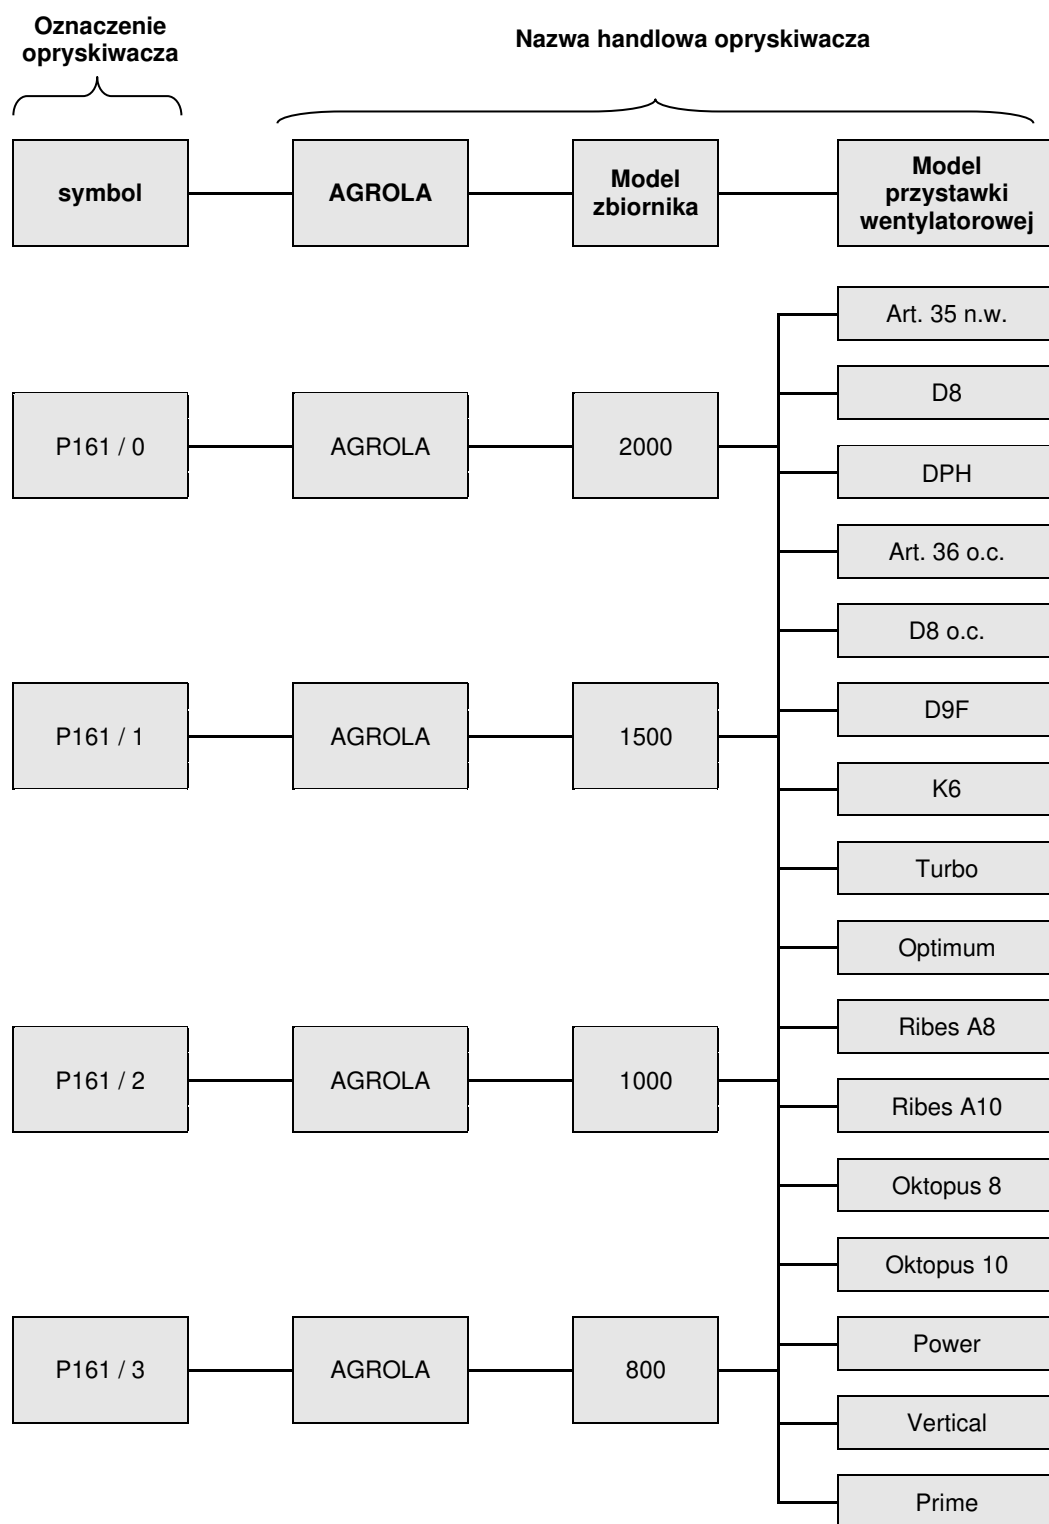 Oznaczenie
opryskiwacza
Nazwa handlowa opryskiwacza
symbol
AGROLA
Model
zbiornika
Model
przystawki
wentylatorowej
Art. 35 n.w.
D8
P161 / 0
AGROLA
2000
DPH
Art. 36 o.c.
D8 o.c.
D9F
P161 / 1
AGROLA
1500
K6
Turbo
Optimum
Ribes A8
P161 / 2
AGROLA
1000
Ribes A10
Oktopus 8
Oktopus 10
Power
P161 / 3
AGROLA
800
Vertical
Prime